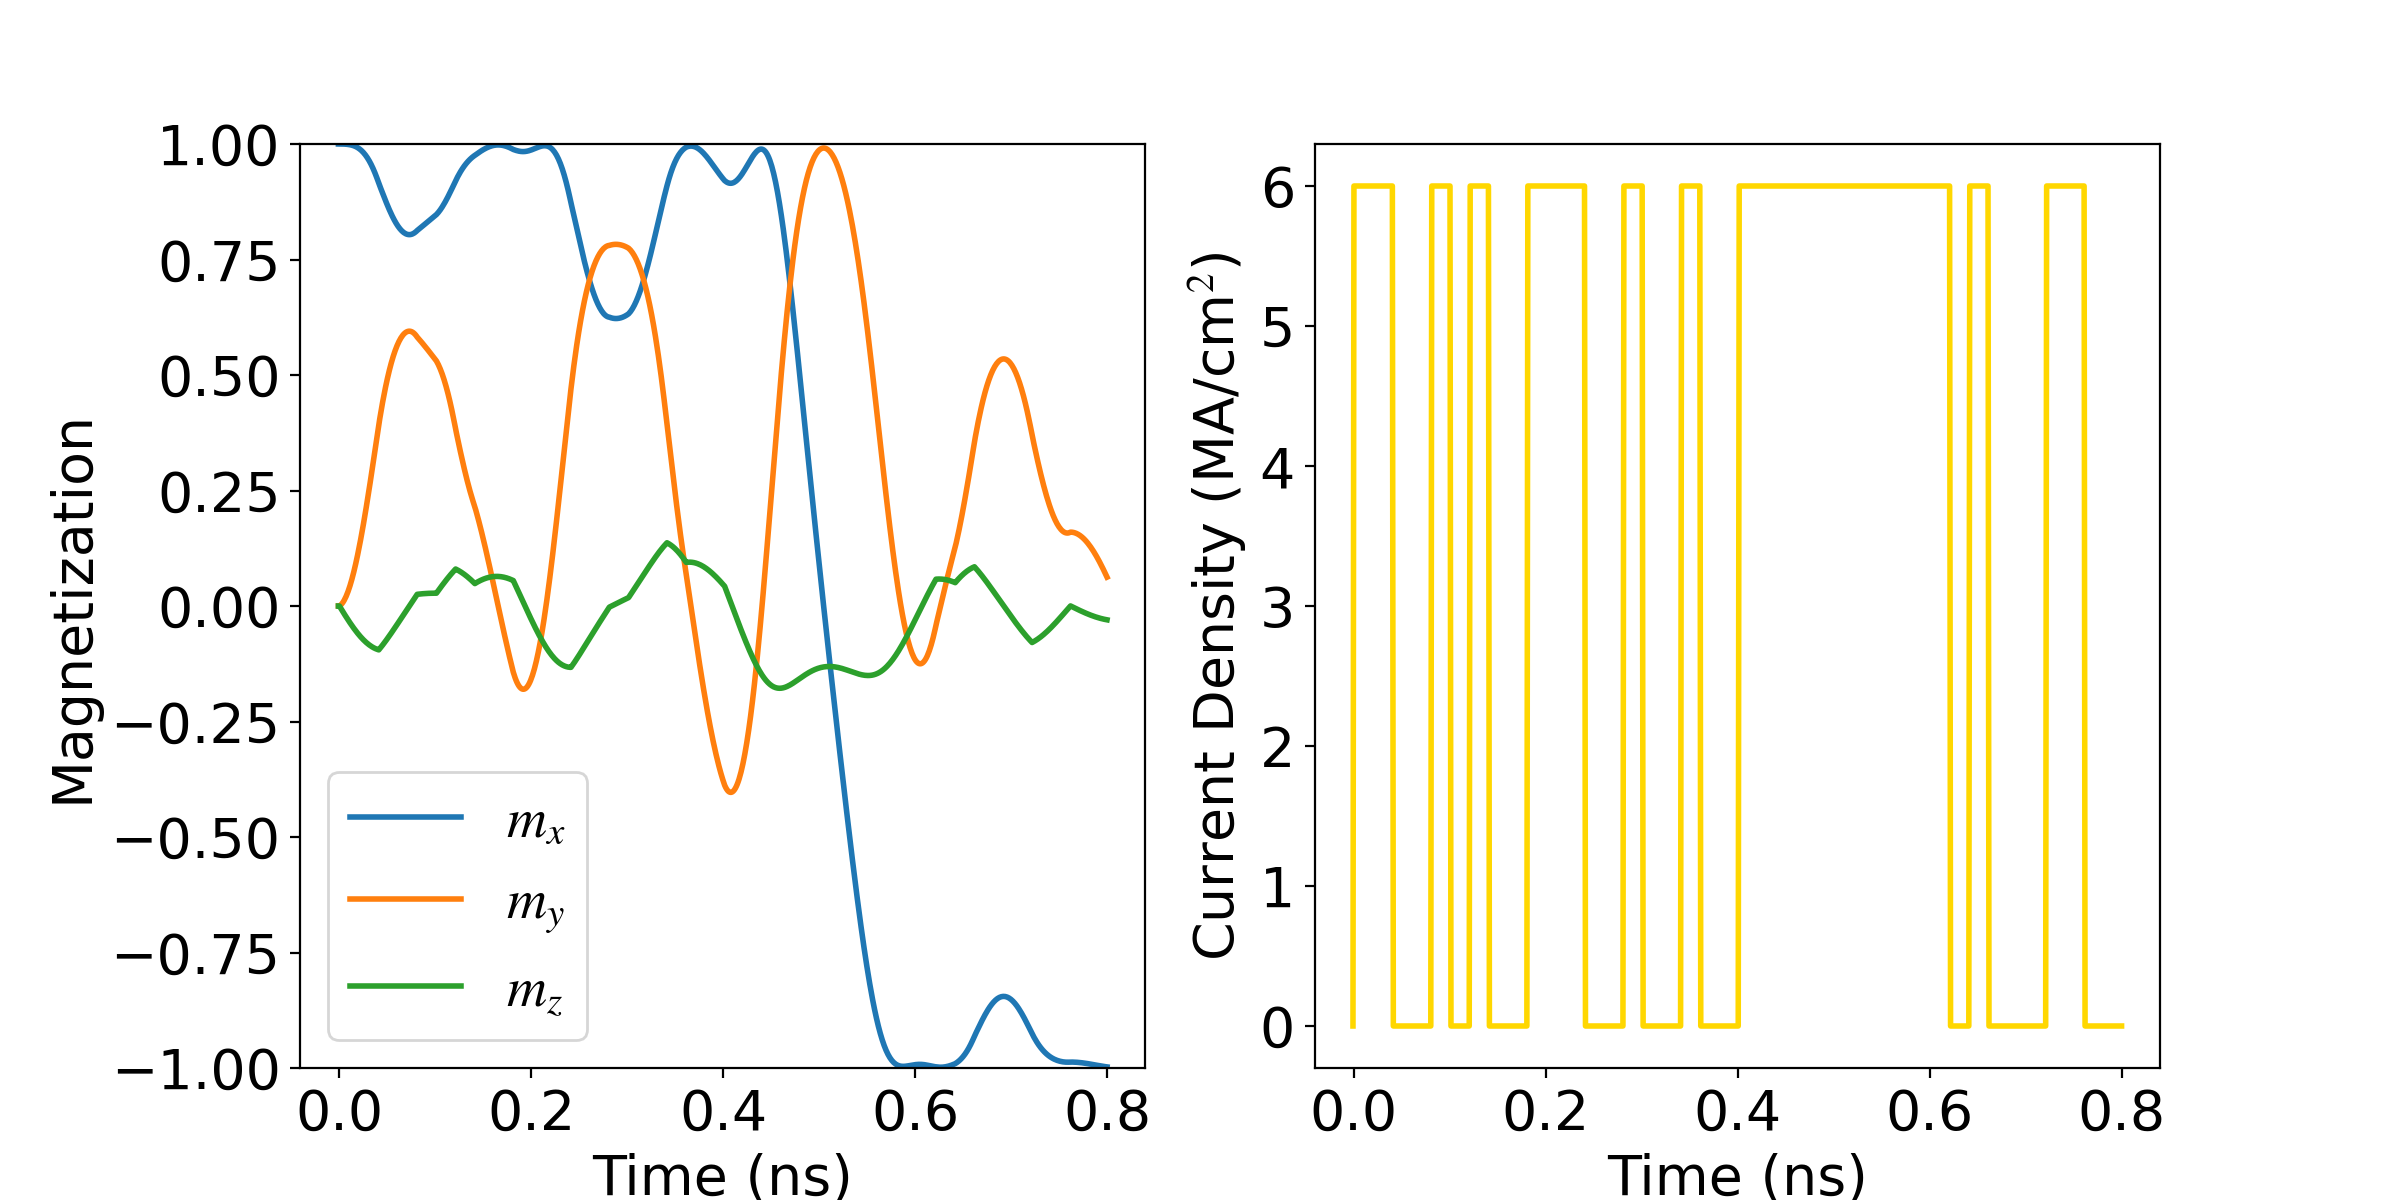 1.00
0.75
0.50
0.25
0.00
−0.25
−0.50
−0.75
−1.00
Magnetization
m_x
m_y
m_z
0.0 0.2 0.4 0.6 0.8
Time (ns)
6
5
4
3
2
1
0
Current Density (MA/cm²)
0.0 0.2 0.4 0.6 0.8
Time (ns)